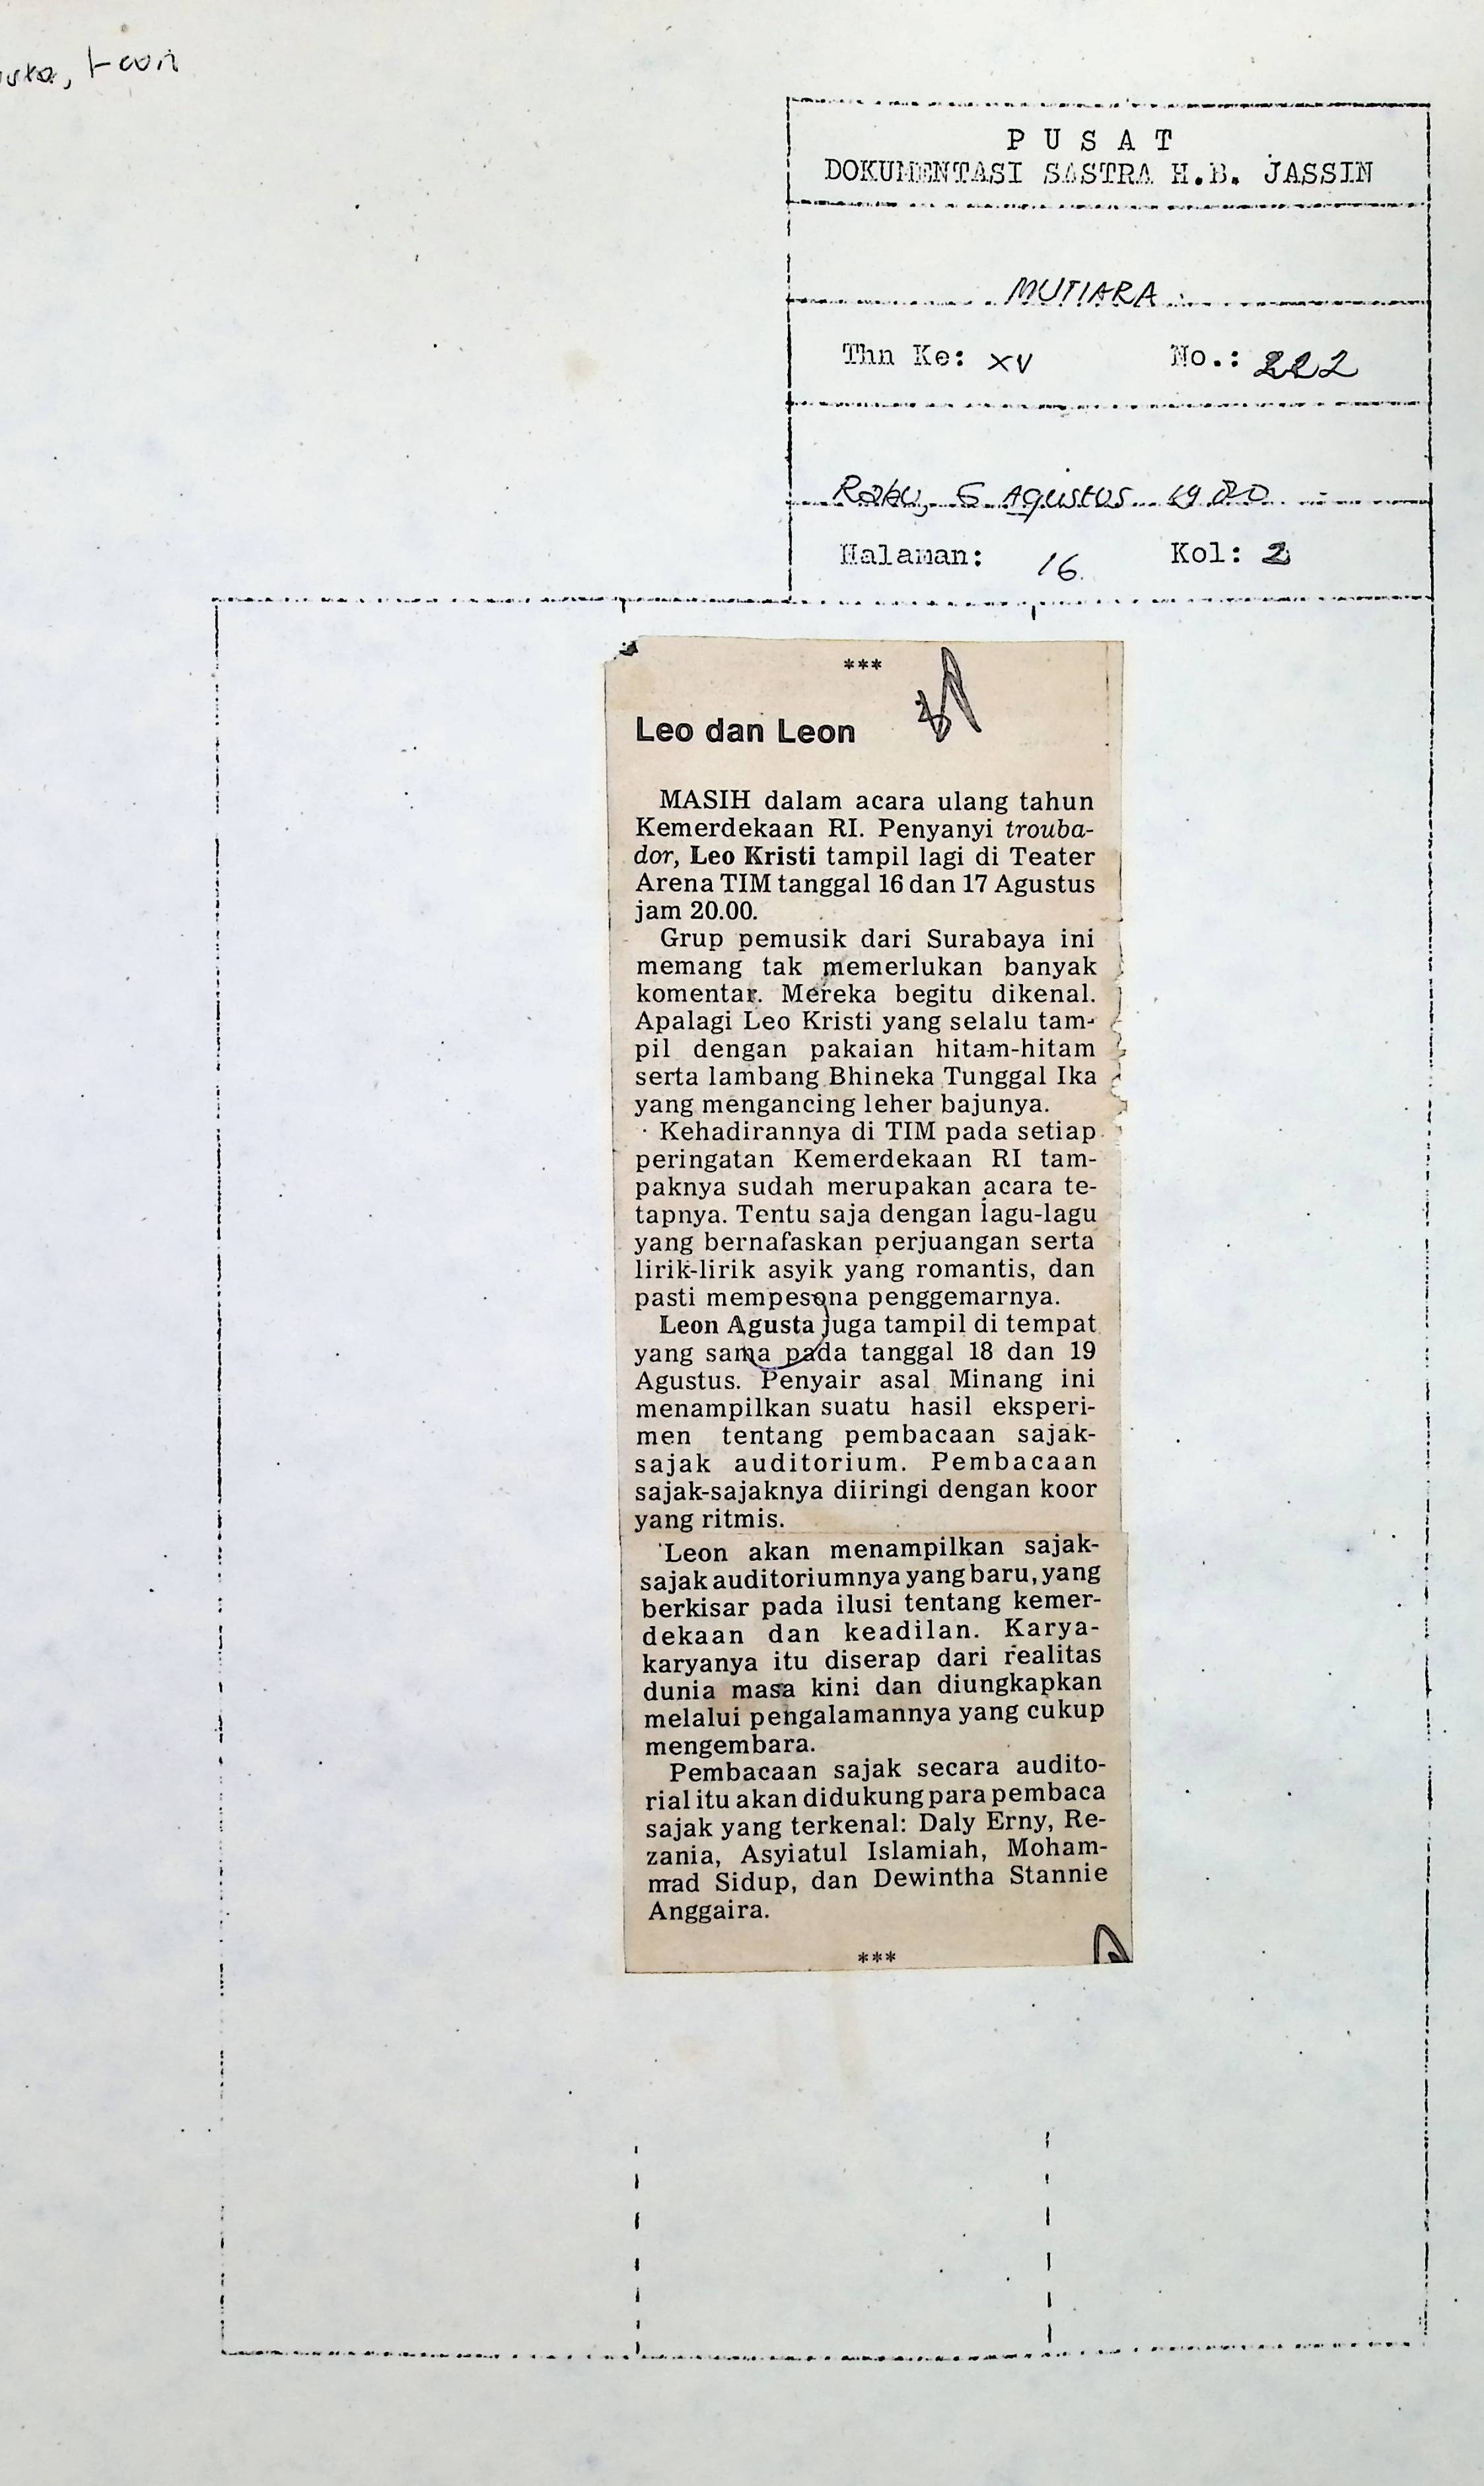 Leon
P U S A T
DOKUMENTASI SASTRA H.B. JASSIN
MUTIARA
Thn Ke: XV No.: 222
Rabu, 6 Agustus 1980
Halaman: 16. Kol: 2
***
Leo dan Leon
MASIH dalam acara ulang tahun
Kemerdekaan RI. Penyanyi trouba-
dor, Leo Kristi tampil lagi di Teater
Arena TIM tanggal 16 dan 17 Agustus
jam 20.00.
Grup pemusik dari Surabaya ini
memang tak memerlukan banyak
komentar. Mereka begitu dikenal.
Apalagi Leo Kristi yang selalu tam-
pil dengan pakaian hitam-hitam
serta lambang Bhineka Tunggal Ika
yang mengancing leher bajunya.
Kehadirannya di TIM pada setiap
peringatan Kemerdekaan RI tam-
paknya sudah merupakan acara te-
tapnya. Tentu saja dengan lagu-lagu
yang bernafaskan perjuangan serta
lirik-lirik asyik yang romantis, dan
pasti mempesona penggemarnya.
Leon Agusta juga tampil di tempat
yang sama pada tanggal 18 dan 19
Agustus. Penyair asal Minang ini
menampilkan suatu hasil eksperi-
men tentang pembacaan sajak-
sajak auditorium. Pembacaan
sajak-sajaknya diiringi dengan koor
yang ritmis.
Leon akan menampilkan sajak-
sajak auditoriumnya yang baru, yang
berkisar pada ilusi tentang kemer-
dekaan dan keadilan. Karya-
karyanya itu diserap dari realitas
dunia masa kini dan diungkapkan
melalui pengalamannya yang cukup
mengembara.
Pembacaan sajak secara audito-
rial itu akan didukung para pembaca
sajak yang terkenal: Daly Erny, Re-
zania, Asyiatul Islamiah, Moham-
mad Sidup, dan Dewintha Stannie
Anggaira.
***